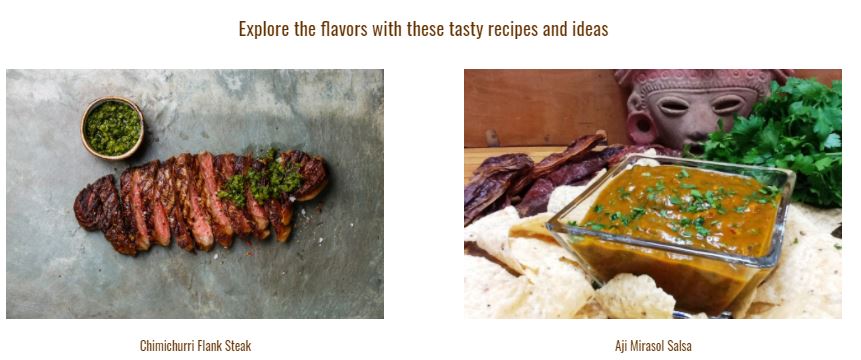 Explore the flavors with these tasty recipes and ideas
Chimichurri Flank Steak
Aji Mirasol Salsa